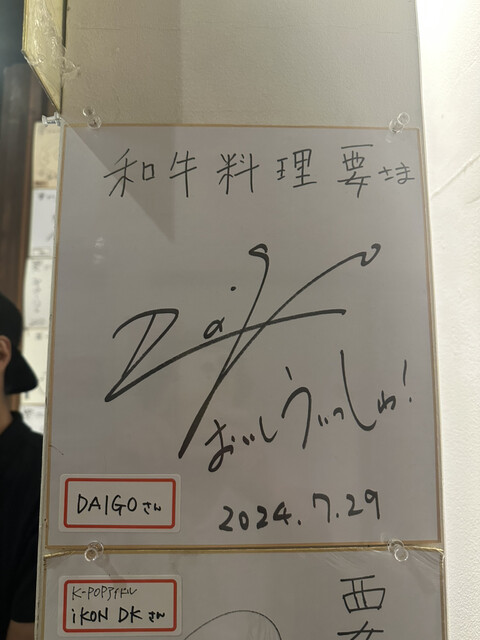 和牛料理 要さま
Daigo
おいしうぃっしゅ!
DAIGOさん
2024.7.29
K-POPアイドル
iKON DKさん
西